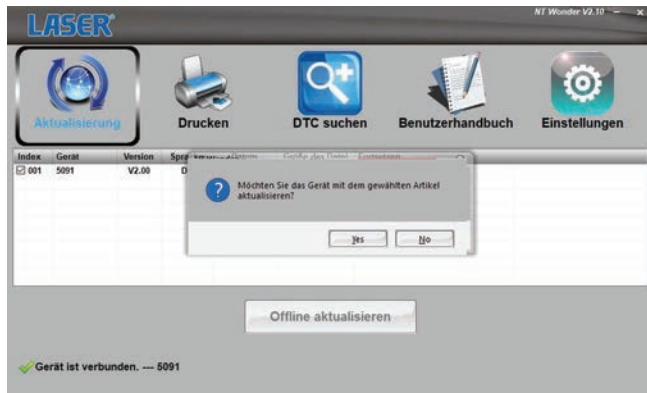 NT Wonder V2.10
LASER
Aktualisierung
Drucken
DTC suchen
Benutzerhandbuch
Einstellungen
Index Gerät Version
001 5091 V2.00
Möchten Sie das Gerät mit dem gewählten Artikel
aktualisieren?
Yes No
Offline aktualisieren
Gerät ist verbunden. --- 5091